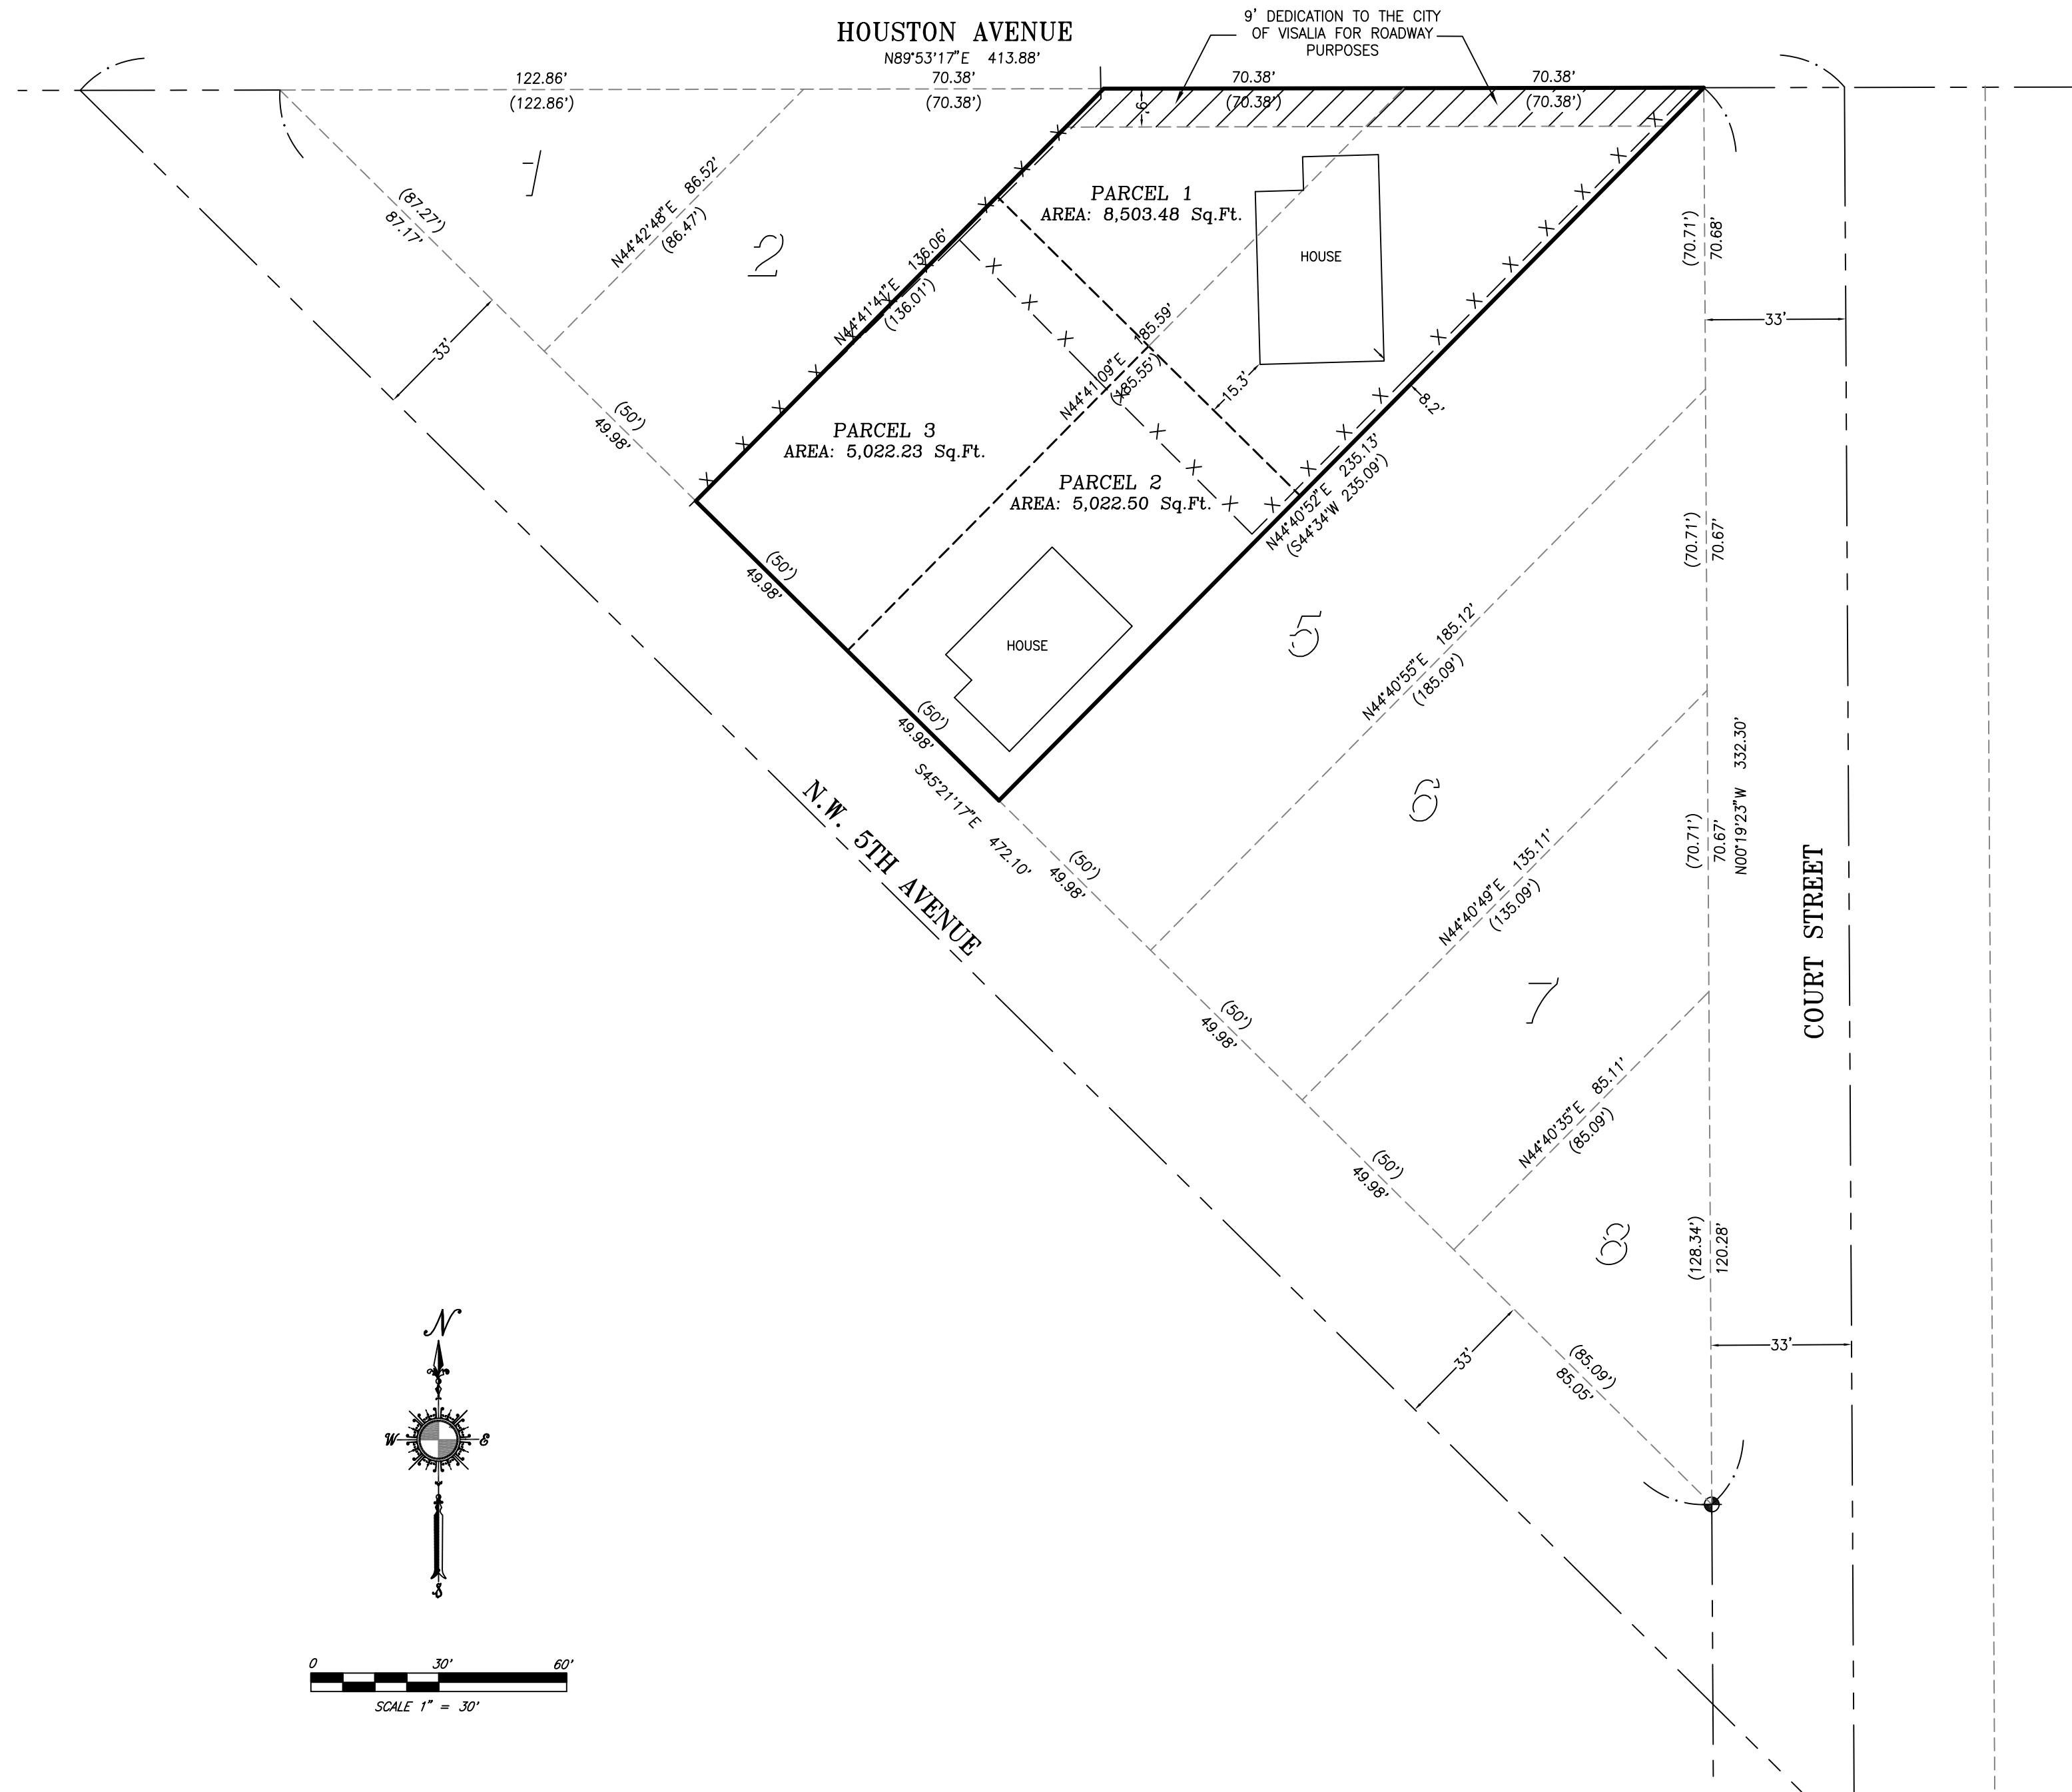 HOUSTON AVENUE
N89°53'17"E 413.88'
9' DEDICATION TO THE CITY
OF VISALIA FOR ROADWAY
PURPOSES
122.86'
(122.86')
70.38'
(70.38')
70.38'
(70.38')
70.38'
(70.38')
9'
1
2
(87.27')
87.17'
N44°42'48"E 86.52'
(86.47')
33'
(50')
49.98'
N44°41'41"E 136.06'
(136.01')
PARCEL 1
AREA: 8,503.48 Sq.Ft.
HOUSE
15.3'
8.2'
(70.71')
70.68'
33'
N44°41'09"E 185.59'
(185.55')
PARCEL 3
AREA: 5,022.23 Sq.Ft.
PARCEL 2
AREA: 5,022.50 Sq.Ft.
N44°40'52"E 235.13'
(S44°34'W 235.09')
(70.71')
70.67'
(50')
49.98'
HOUSE
5
(50')
49.98'
S45°21'17"E 472.10'
N44°40'55"E 185.12'
(185.09')
6
(70.71')
70.67'
N00°19'23"W 332.30'
N.W. 5TH AVENUE
(50')
49.98'
N44°40'49"E 135.11'
(135.09')
COURT STREET
7
(50')
49.98'
N44°40'35"E 85.11'
(85.09')
(50')
49.98'
8
(128.34')
120.28'
33'
33'
(85.09')
85.05'
N
W E
S
0 30' 60'
SCALE 1" = 30'